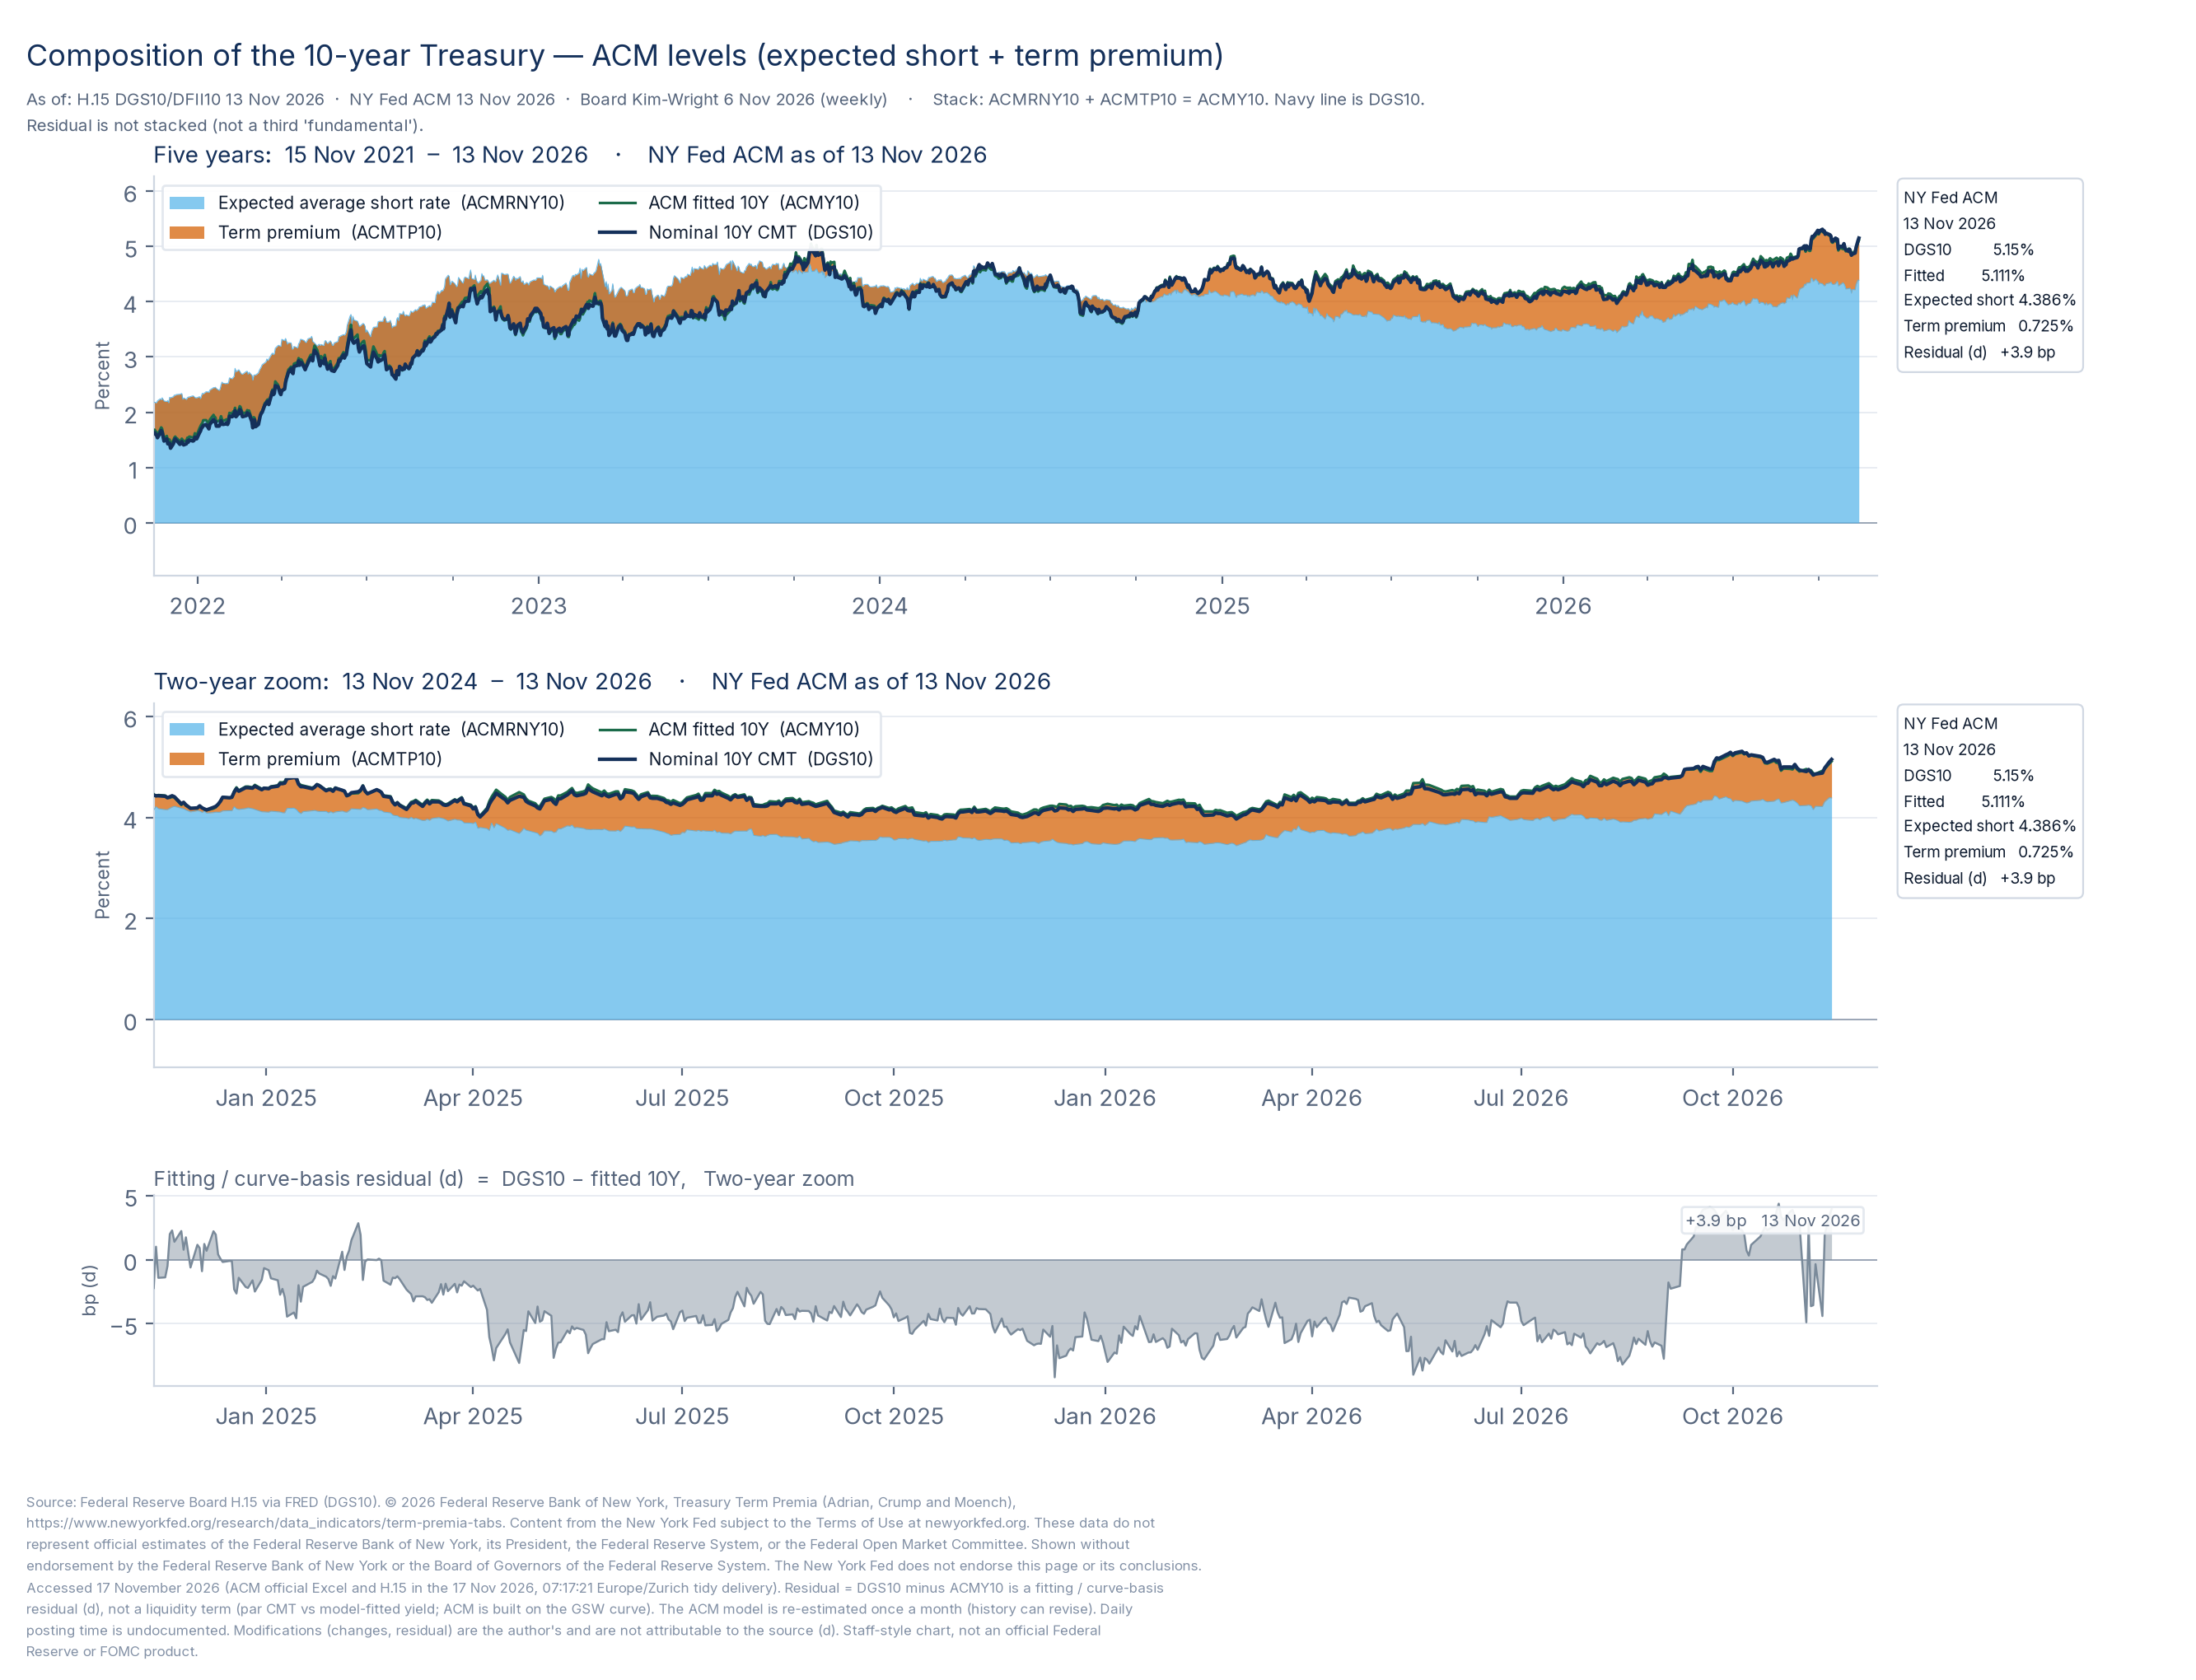 Composition of the 10-year Treasury — ACM levels (expected short + term premium)
As of: H.15 DGS10/DFII10 13 Nov 2026 · NY Fed ACM 13 Nov 2026 · Board Kim-Wright 6 Nov 2026 (weekly) · Stack: ACMRNY10 + ACMTP10 = ACMY10. Navy line is DGS10.
Residual is not stacked (not a third 'fundamental').
Five years: 15 Nov 2021 – 13 Nov 2026 · NY Fed ACM as of 13 Nov 2026
Expected average short rate (ACMRNY10)
Term premium (ACMTP10)
ACM fitted 10Y (ACMY10)
Nominal 10Y CMT (DGS10)
Percent
6
5
4
3
2
1
0
2022 2023 2024 2025 2026
NY Fed ACM
13 Nov 2026
DGS10 5.15%
Fitted 5.111%
Expected short 4.386%
Term premium 0.725%
Residual (d) +3.9 bp
Two-year zoom: 13 Nov 2024 – 13 Nov 2026 · NY Fed ACM as of 13 Nov 2026
Expected average short rate (ACMRNY10)
Term premium (ACMTP10)
ACM fitted 10Y (ACMY10)
Nominal 10Y CMT (DGS10)
Percent
6
4
2
0
Jan 2025 Apr 2025 Jul 2025 Oct 2025 Jan 2026 Apr 2026 Jul 2026 Oct 2026
NY Fed ACM
13 Nov 2026
DGS10 5.15%
Fitted 5.111%
Expected short 4.386%
Term premium 0.725%
Residual (d) +3.9 bp
Fitting / curve-basis residual (d) = DGS10 − fitted 10Y, Two-year zoom
bp (d)
5
0
−5
+3.9 bp 13 Nov 2026
Jan 2025 Apr 2025 Jul 2025 Oct 2025 Jan 2026 Apr 2026 Jul 2026 Oct 2026
Source: Federal Reserve Board H.15 via FRED (DGS10). © 2026 Federal Reserve Bank of New York, Treasury Term Premia (Adrian, Crump and Moench),
https://www.newyorkfed.org/research/data_indicators/term-premia-tabs. Content from the New York Fed subject to the Terms of Use at newyorkfed.org. These data do not
represent official estimates of the Federal Reserve Bank of New York, its President, the Federal Reserve System, or the Federal Open Market Committee. Shown without
endorsement by the Federal Reserve Bank of New York or the Board of Governors of the Federal Reserve System. The New York Fed does not endorse this page or its conclusions.
Accessed 17 November 2026 (ACM official Excel and H.15 in the 17 Nov 2026, 07:17:21 Europe/Zurich tidy delivery). Residual = DGS10 minus ACMY10 is a fitting / curve-basis
residual (d), not a liquidity term (par CMT vs model-fitted yield; ACM is built on the GSW curve). The ACM model is re-estimated once a month (history can revise). Daily
posting time is undocumented. Modifications (changes, residual) are the author's and are not attributable to the source (d). Staff-style chart, not an official Federal
Reserve or FOMC product.